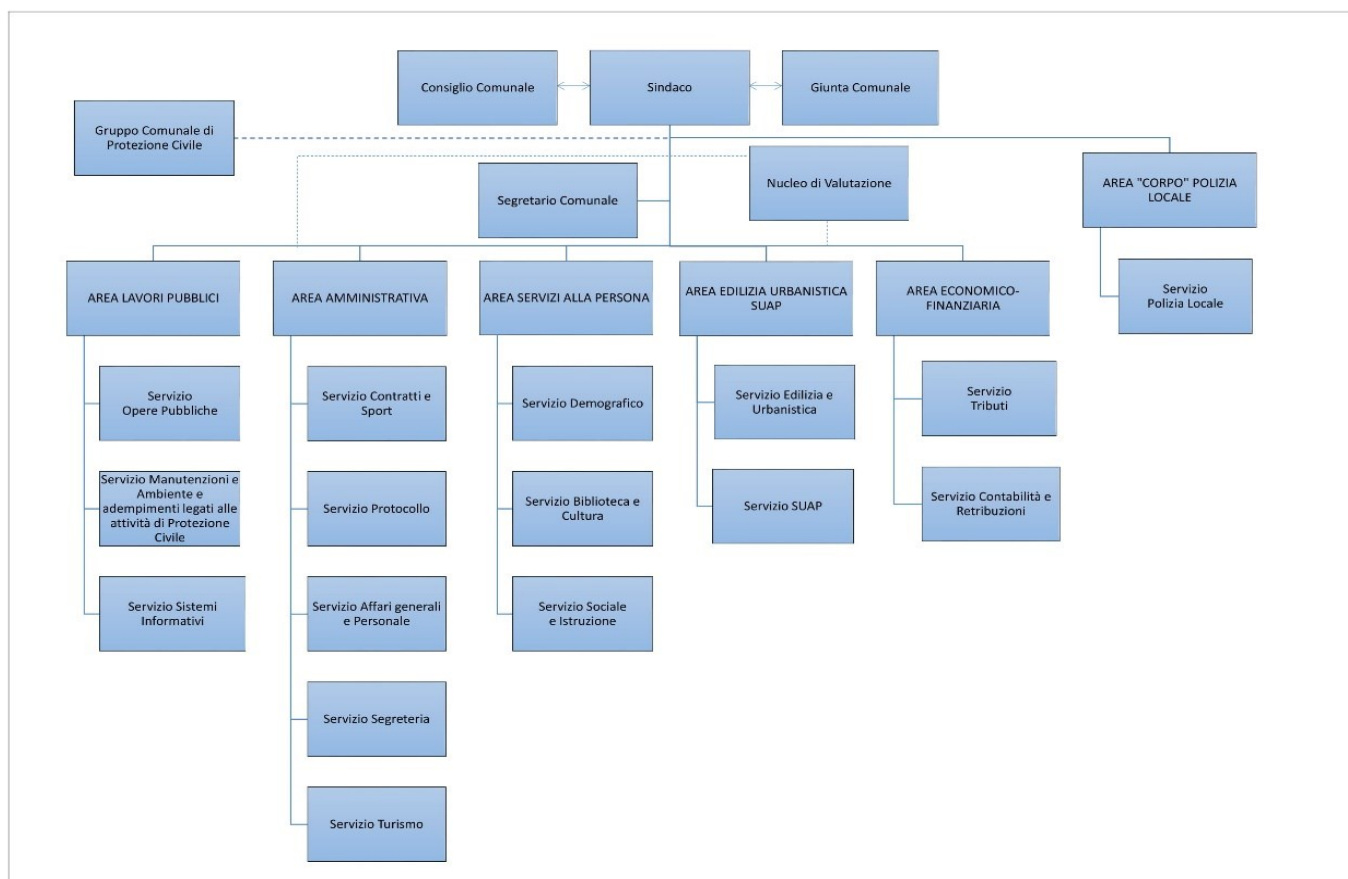 Consiglio Comunale
Sindaco
Giunta Comunale
Gruppo Comunale di
Protezione Civile
Segretario Comunale
Nucleo di Valutazione
AREA "CORPO" POLIZIA
LOCALE
Servizio
Polizia Locale
AREA LAVORI PUBBLICI
AREA AMMINISTRATIVA
AREA SERVIZI ALLA PERSONA
AREA EDILIZIA URBANISTICA
SUAP
AREA ECONOMICO-
FINANZIARIA
Servizio
Opere Pubbliche
Servizio Manutenzioni e
Ambiente e
adempimenti legati alle
attività di Protezione
Civile
Servizio Sistemi
Informativi
Servizio Contratti e
Sport
Servizio Protocollo
Servizio Affari generali
e Personale
Servizio Segreteria
Servizio Turismo
Servizio Demografico
Servizio Biblioteca e
Cultura
Servizio Sociale
e Istruzione
Servizio Edilizia e
Urbanistica
Servizio SUAP
Servizio
Tributi
Servizio Contabilità e
Retribuzioni